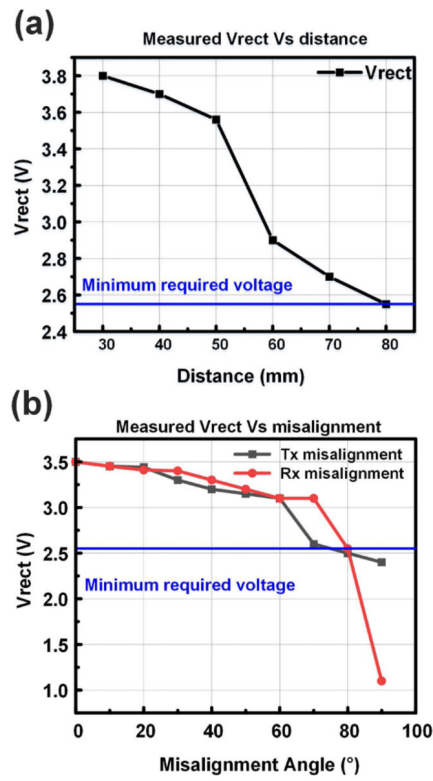 (a)
Measured Vrect Vs distance
Vrect
3.8
3.6
3.4
3.2
3.0
2.8
2.6
2.4
Vrect (V)
Minimum required voltage
30 40 50 60 70 80
Distance (mm)
(b)
Measured Vrect Vs misalignment
Tx misalignment
Rx misalignment
3.5
3.0
2.5
2.0
1.5
1.0
Vrect (V)
Minimum required voltage
0 20 40 60 80 100
Misalignment Angle (°)